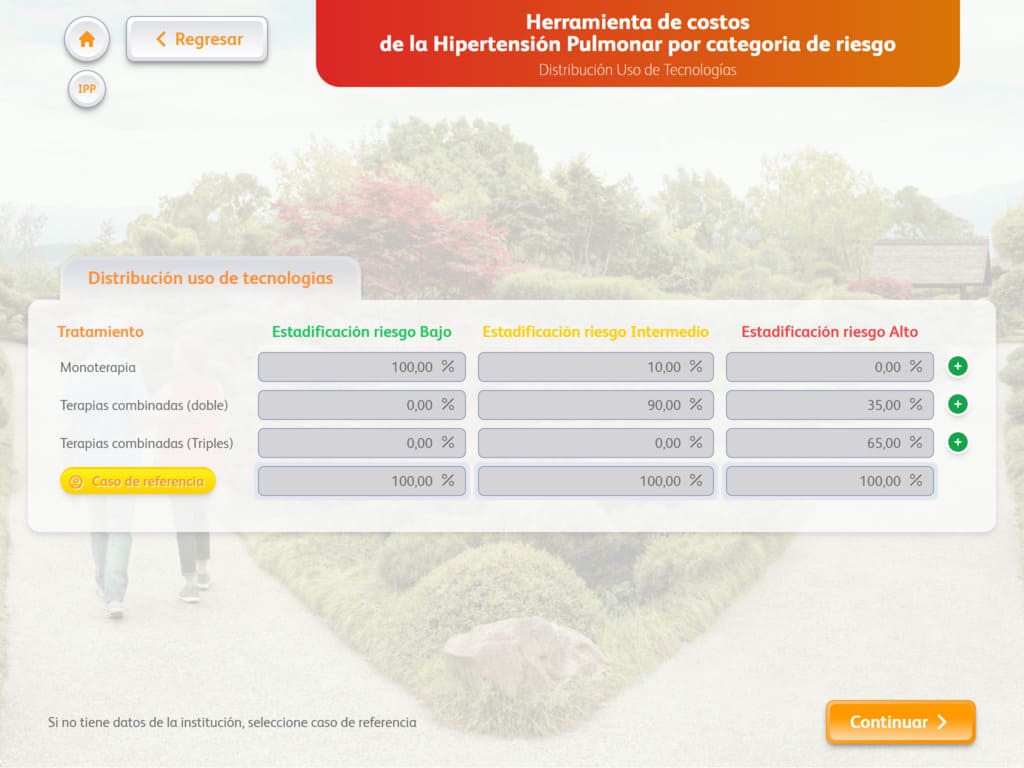 Regresar
IPP
Herramienta de costos
de la Hipertensión Pulmonar por categoria de riesgo
Distribución Uso de Tecnologías
Distribución uso de tecnologías
Tratamiento Estadificación riesgo Bajo Estadificación riesgo Intermedio Estadificación riesgo Alto
Monoterapia 100,00 % 10,00 % 0,00 %
Terapias combinadas (doble) 0,00 % 90,00 % 35,00 %
Terapias combinadas (Triples) 0,00 % 0,00 % 65,00 %
Caso de referencia 100,00 % 100,00 % 100,00 %
Si no tiene datos de la institución, seleccione caso de referencia
Continuar